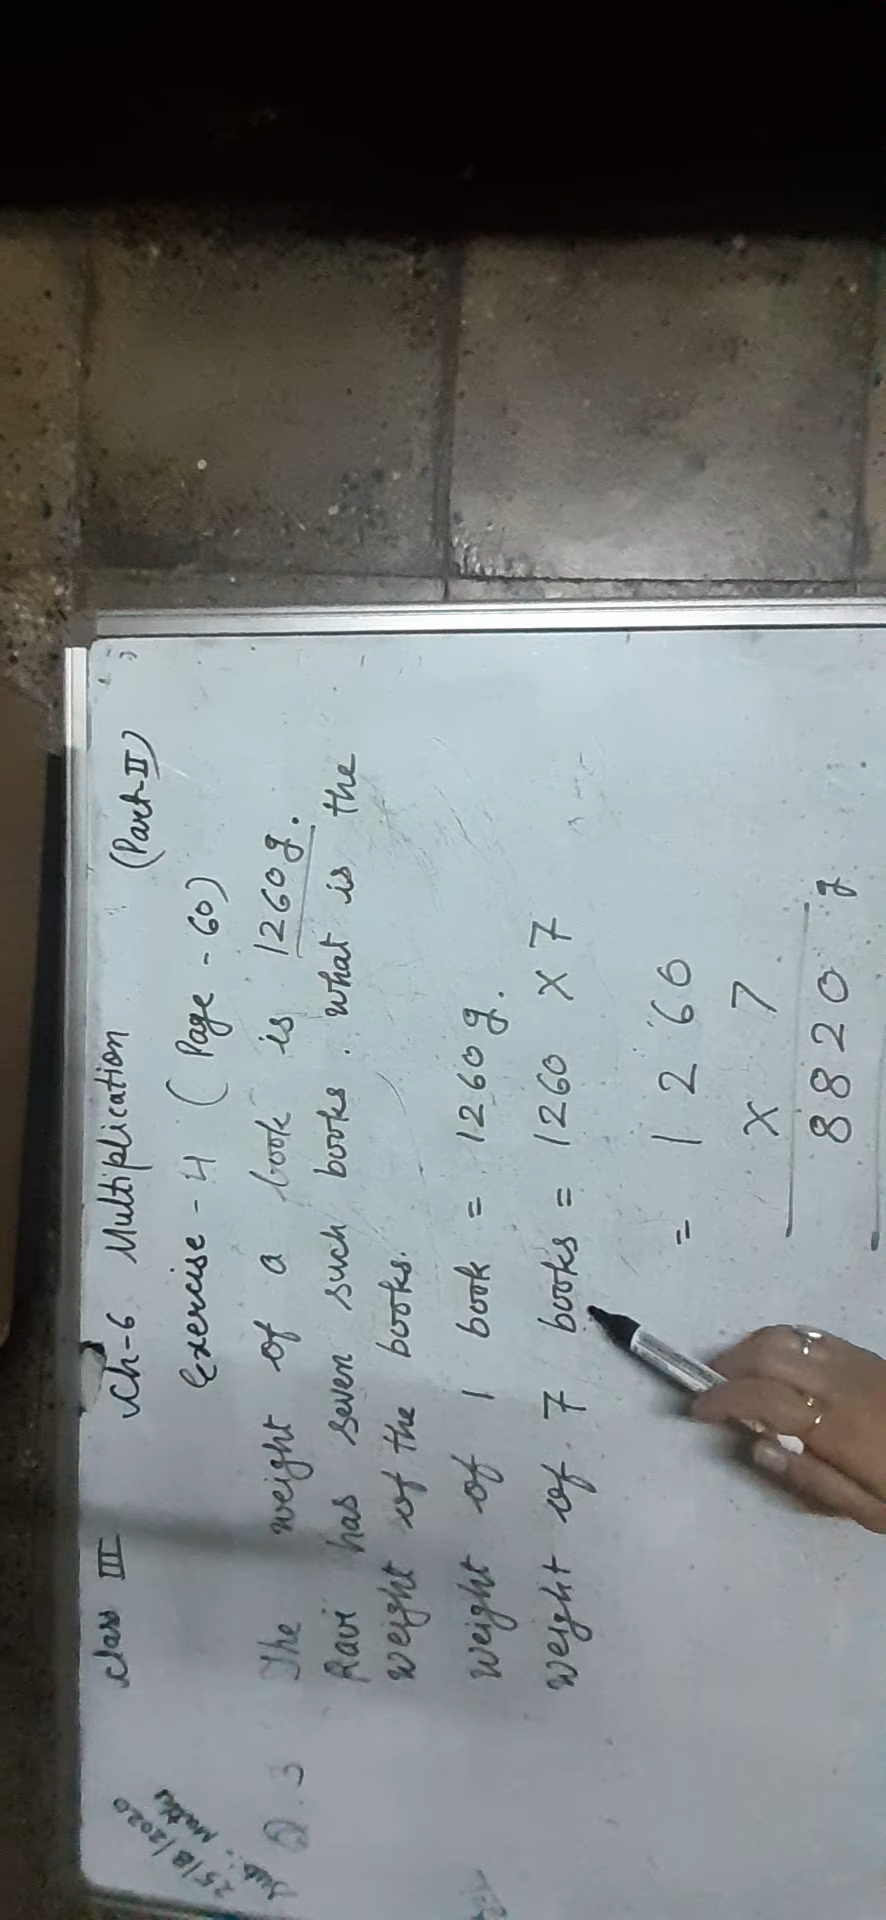 25/8/2020
Sub:- Maths
Class III Ch-6 Multiplication (Part-II)
Exercise - 4 (Page - 60)
Q.3 The weight of a book is 1260g.
Ravi has seven such books. what is the
weight of the books.
weight of 1 book = 1260g.
weight of 7 books = 1260 x 7
= 1260
x 7
8820 g